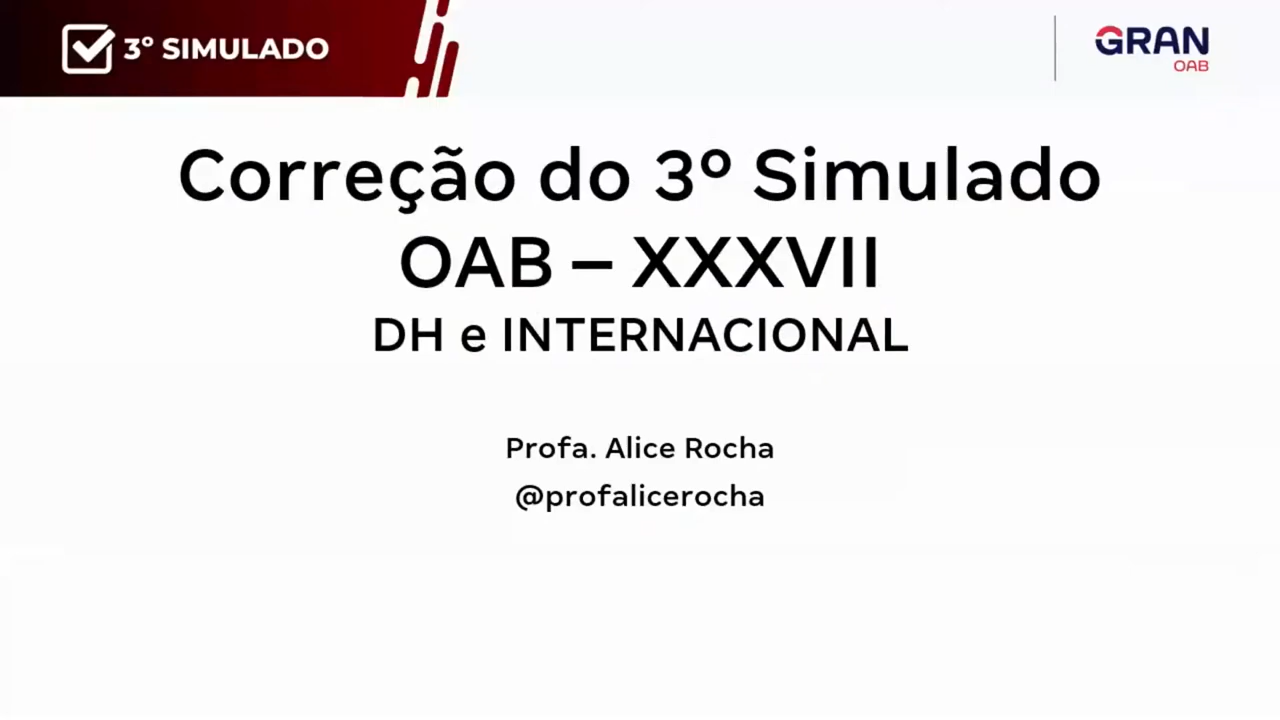 3º SIMULADO
GRAN
OAB
Correção do 3º Simulado
OAB – XXXVII
DH e INTERNACIONAL
Profa. Alice Rocha
@profalicerocha